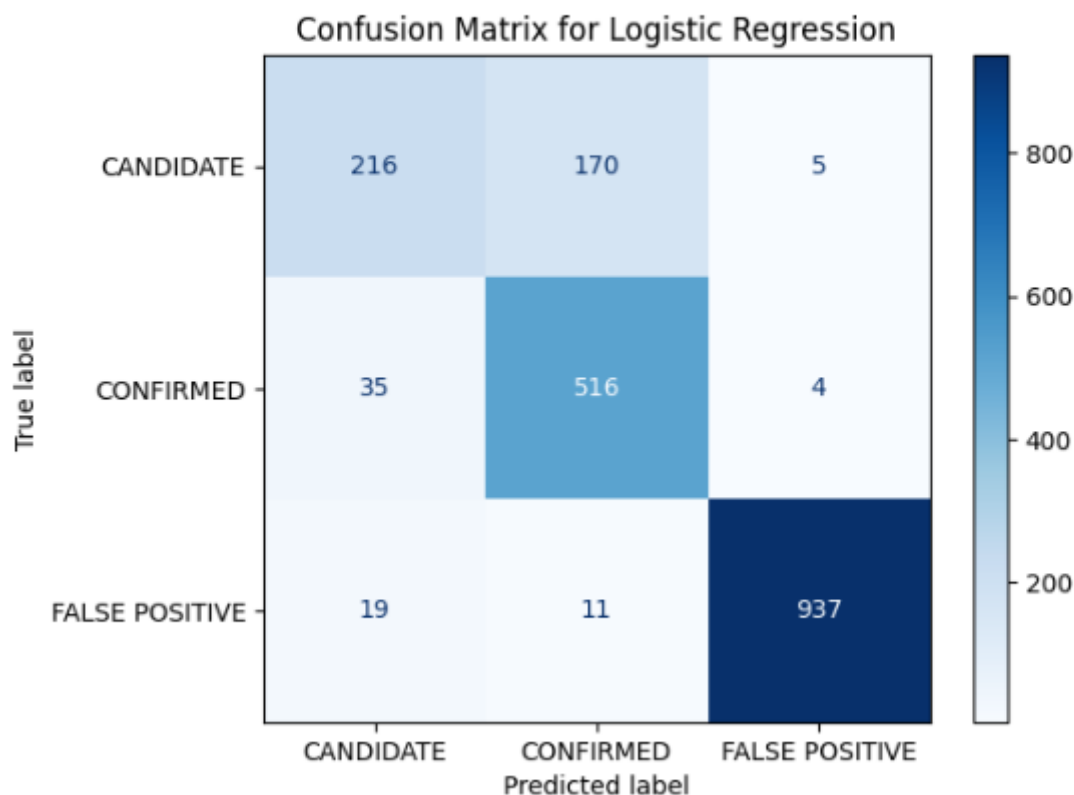 Confusion Matrix for Logistic Regression
CANDIDATE 216 170 5
CONFIRMED 35 516 4
FALSE POSITIVE 19 11 937
True label
CANDIDATE CONFIRMED FALSE POSITIVE
Predicted label
800
600
400
200